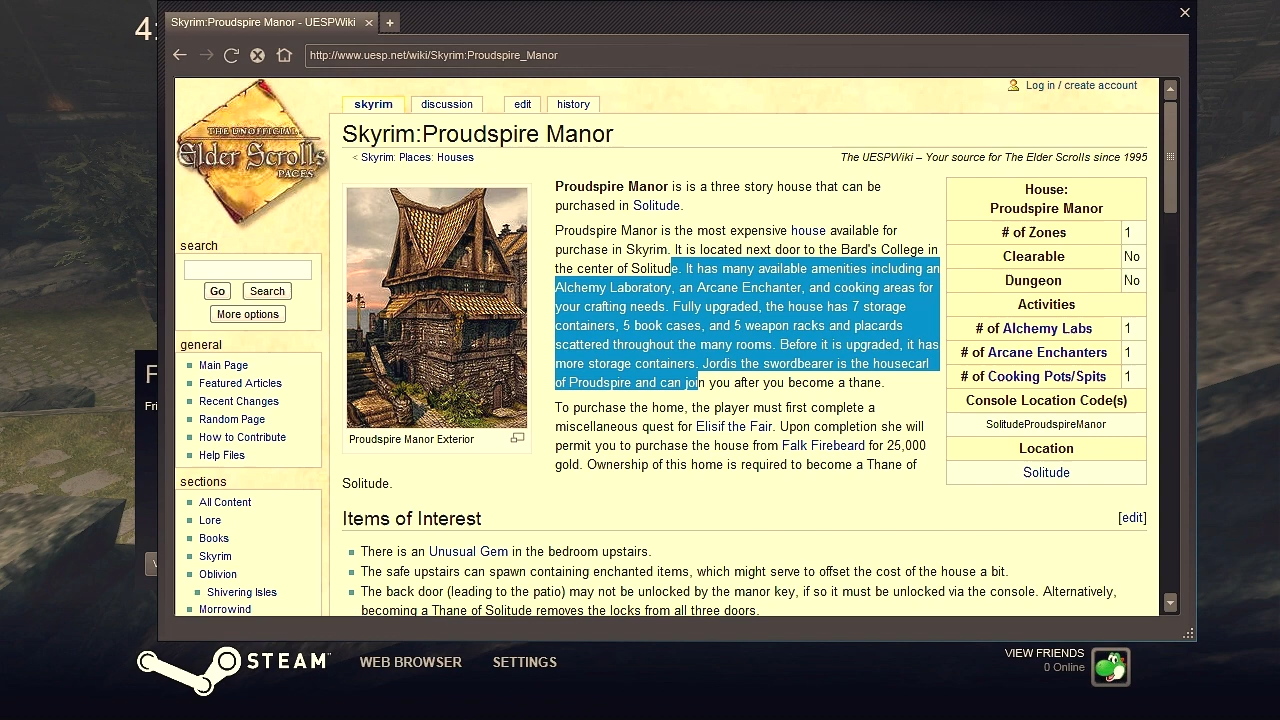 4:
Skyrim:Proudspire Manor - UESPWiki
http://www.uesp.net/wiki/Skyrim:Proudspire_Manor
Log in / create account
THE UNOFFICIAL
Elder Scrolls
PAGES
skyrim discussion edit history
Skyrim:Proudspire Manor
< Skyrim: Places: Houses
The UESPWiki – Your source for The Elder Scrolls since 1995
search
Go Search
More options
general
Main Page
Featured Articles
Recent Changes
Random Page
How to Contribute
Help Files
sections
All Content
Lore
Books
Skyrim
Oblivion
Shivering Isles
Morrowind
Proudspire Manor Exterior
Proudspire Manor is is a three story house that can be
purchased in Solitude.
Proudspire Manor is the most expensive house available for
purchase in Skyrim. It is located next door to the Bard's College in
the center of Solitude. It has many available amenities including an
Alchemy Laboratory, an Arcane Enchanter, and cooking areas for
your crafting needs. Fully upgraded, the house has 7 storage
containers, 5 book cases, and 5 weapon racks and placards
scattered throughout the many rooms. Before it is upgraded, it has
more storage containers. Jordis the swordbearer is the housecarl
of Proudspire and can join you after you become a thane.
To purchase the home, the player must first complete a
miscellaneous quest for Elisif the Fair. Upon completion she will
permit you to purchase the house from Falk Firebeard for 25,000
gold. Ownership of this home is required to become a Thane of
Solitude.
House:
Proudspire Manor
# of Zones 1
Clearable No
Dungeon No
Activities
# of Alchemy Labs 1
# of Arcane Enchanters 1
# of Cooking Pots/Spits 1
Console Location Code(s)
SolitudeProudspireManor
Location
Solitude
Items of Interest
[edit]
There is an Unusual Gem in the bedroom upstairs.
The safe upstairs can spawn containing enchanted items, which might serve to offset the cost of the house a bit.
The back door (leading to the patio) may not be unlocked by the manor key, if so it must be unlocked via the console. Alternatively,
becoming a Thane of Solitude removes the locks from all three doors.
F
Fri
STEAM
WEB BROWSER SETTINGS
VIEW FRIENDS
0 Online